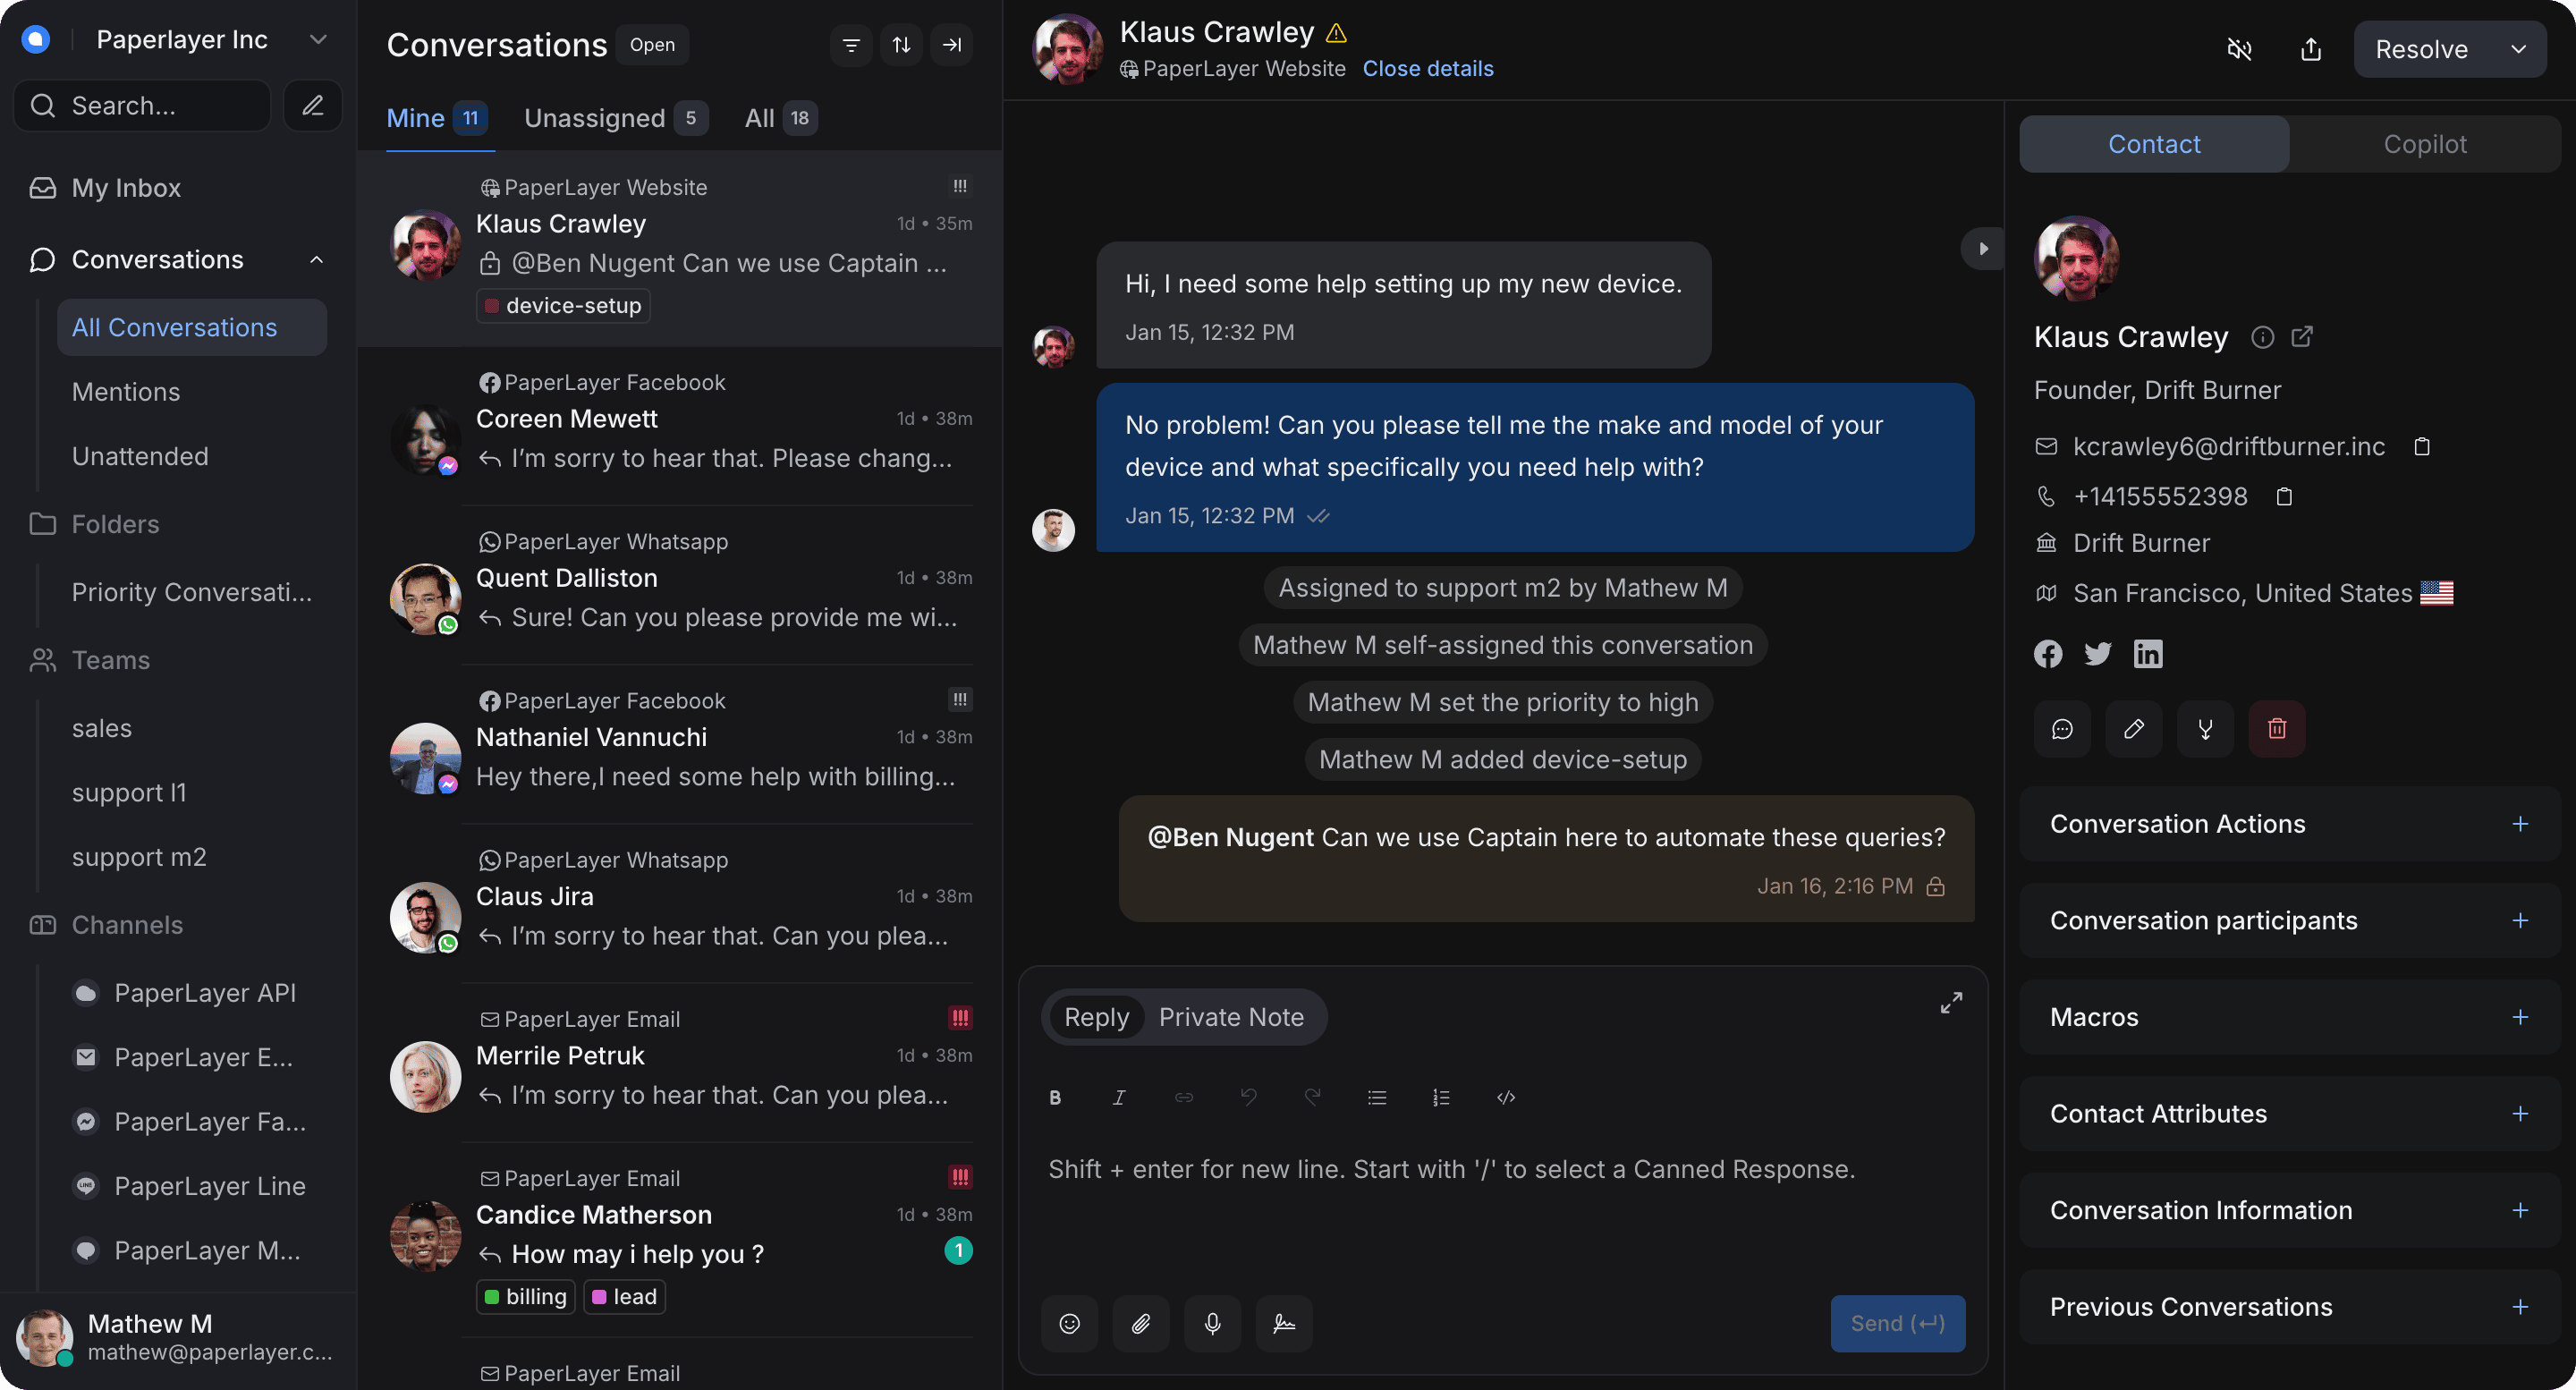 Paperlayer Inc
Search...
My Inbox
Conversations
All Conversations
Mentions
Unattended
Folders
Priority Conversati...
Teams
sales
support l1
support m2
Channels
PaperLayer API
PaperLayer E...
PaperLayer Fa...
LINE
PaperLayer Line
PaperLayer M...
Mathew M
mathew@paperlayer.c...
Conversations Open
Mine 11 Unassigned 5 All 18
PaperLayer Website !!!
Klaus Crawley 1d • 35m
@Ben Nugent Can we use Captain ...
device-setup
PaperLayer Facebook
Coreen Mewett 1d • 38m
I’m sorry to hear that. Please chang...
PaperLayer Whatsapp
Quent Dalliston 1d • 38m
Sure! Can you please provide me wi...
PaperLayer Facebook !!!
Nathaniel Vannuchi 1d • 38m
Hey there,I need some help with billing...
PaperLayer Whatsapp
Claus Jira 1d • 38m
I’m sorry to hear that. Can you plea...
PaperLayer Email !!!
Merrile Petruk 1d • 38m
I’m sorry to hear that. Can you plea...
PaperLayer Email !!!
Candice Matherson 1d • 38m
How may i help you ? 1
billing lead
PaperLayer Email
Klaus Crawley
PaperLayer Website Close details
Resolve
Hi, I need some help setting up my new device.
Jan 15, 12:32 PM
No problem! Can you please tell me the make and model of your
device and what specifically you need help with?
Jan 15, 12:32 PM
Assigned to support m2 by Mathew M
Mathew M self-assigned this conversation
Mathew M set the priority to high
Mathew M added device-setup
@Ben Nugent Can we use Captain here to automate these queries?
Jan 16, 2:16 PM
Reply Private Note
B I
Shift + enter for new line. Start with '/' to select a Canned Response.
Send (↵)
Contact Copilot
Klaus Crawley
Founder, Drift Burner
kcrawley6@driftburner.inc
+14155552398
Drift Burner
San Francisco, United States
Conversation Actions +
Conversation participants +
Macros +
Contact Attributes +
Conversation Information +
Previous Conversations +